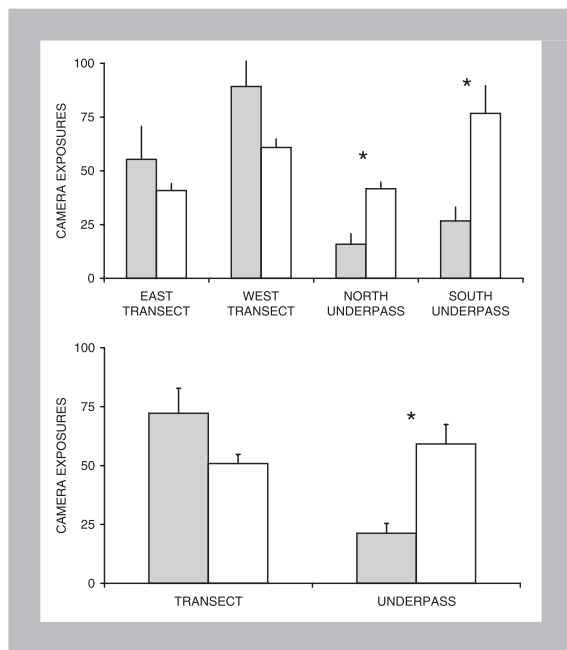 CAMERA EXPOSURES
100
75
50
25
0
*
*
EAST
TRANSECT
WEST
TRANSECT
NORTH
UNDERPASS
SOUTH
UNDERPASS
CAMERA EXPOSURES
100
75
50
25
0
*
TRANSECT
UNDERPASS